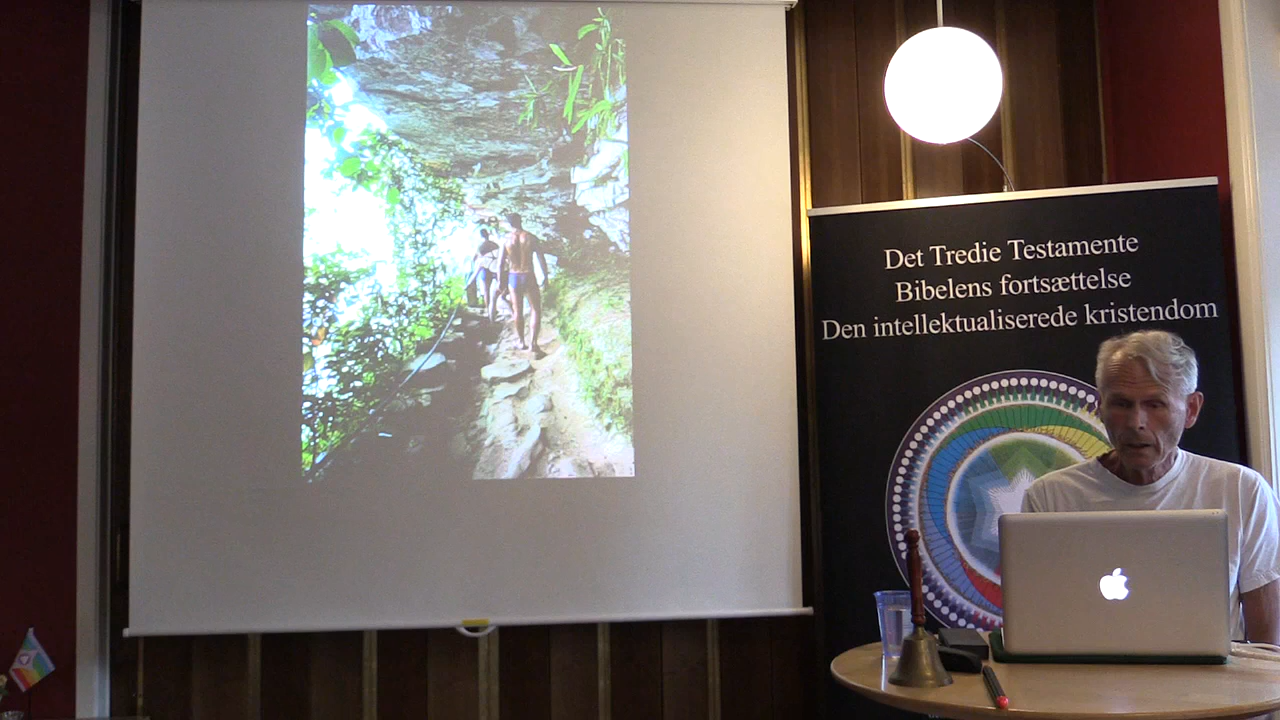 Det Tredie Testamente
Bibelens fortsættelse
Den intellektualiserede kristendom